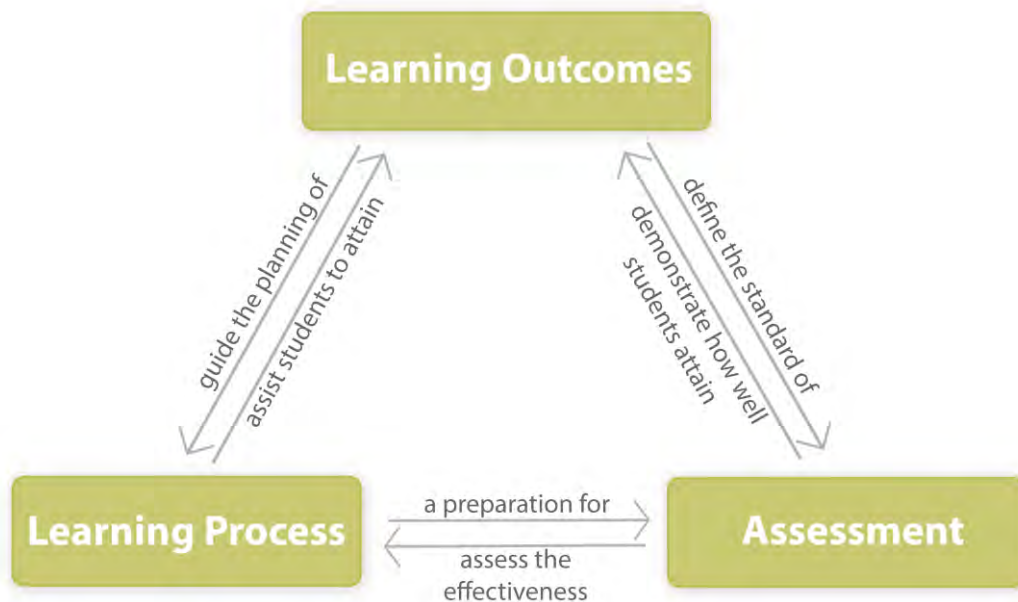 Learning Outcomes
guide the planning of
assist students to attain
demonstrate how well
students attain
define the standard of
Learning Process
a preparation for
assess the
effectiveness
Assessment